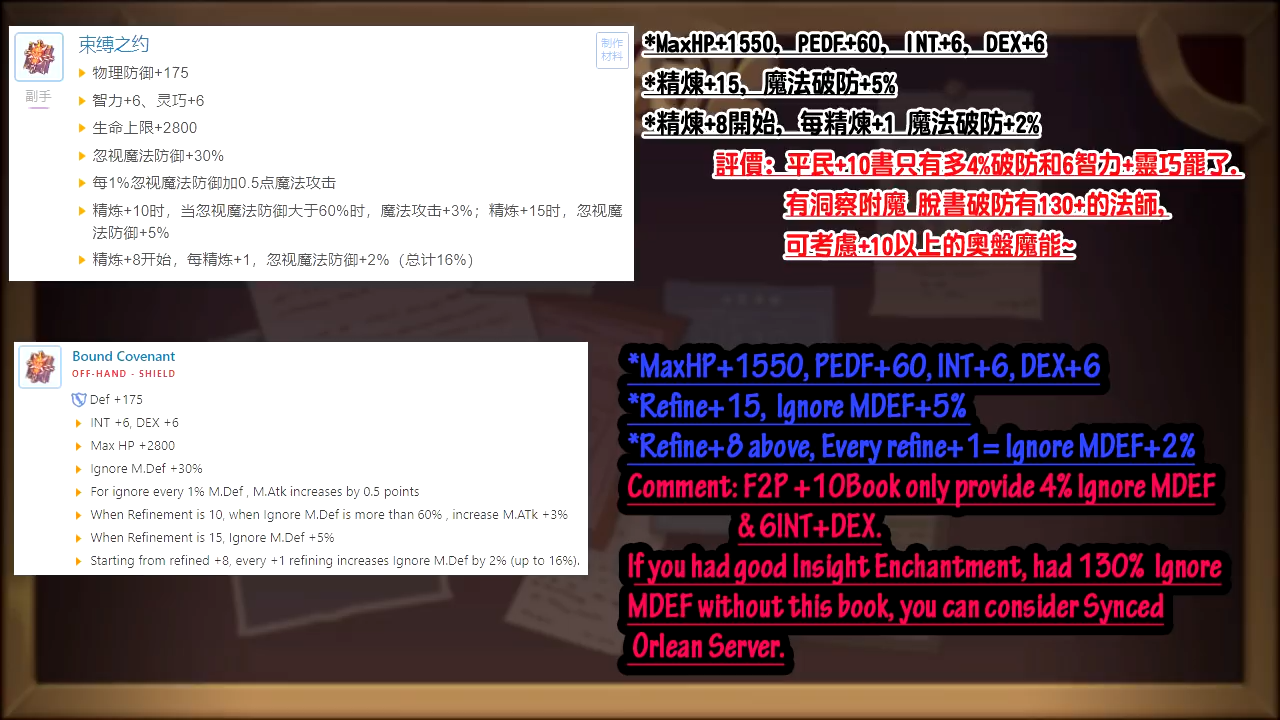 束缚之约
制作
材料
副手
物理防御+175
智力+6、灵巧+6
生命上限+2800
忽视魔法防御+30%
每1%忽视魔法防御加0.5点魔法攻击
精炼+10时，当忽视魔法防御大于60%时，魔法攻击+3%；精炼+15时，忽视魔
法防御+5%
精炼+8开始，每精炼+1，忽视魔法防御+2%（总计16%）
*MaxHP+1550, PEDF+60, INT+6, DEX+6
*精煉+15, 魔法破防+5%
*精煉+8開始, 每精煉+1 魔法破防+2%
評價: 平民+10書只有多4%破防和6智力+靈巧罷了.
有洞察附魔 脫書破防有130+的法師,
可考慮+10以上的奧盤魔能~
Bound Covenant
OFF-HAND - SHIELD
Def +175
INT +6, DEX +6
Max HP +2800
Ignore M.Def +30%
For ignore every 1% M.Def , M.Atk increases by 0.5 points
When Refinement is 10, when Ignore M.Def is more than 60% , increase M.ATk +3%
When Refinement is 15, Ignore M.Def +5%
Starting from refined +8, every +1 refining increases Ignore M.Def by 2% (up to 16%).
*MaxHP+1550, PEDF+60, INT+6, DEX+6
*Refine+15, Ignore MDEF+5%
*Refine+8 above, Every refine+1= Ignore MDEF+2%
Comment: F2P +10Book only provide 4% Ignore MDEF
& 6INT+DEX.
If you had good Insight Enchantment, had 130% Ignore
MDEF without this book, you can consider Synced
Orlean Server.